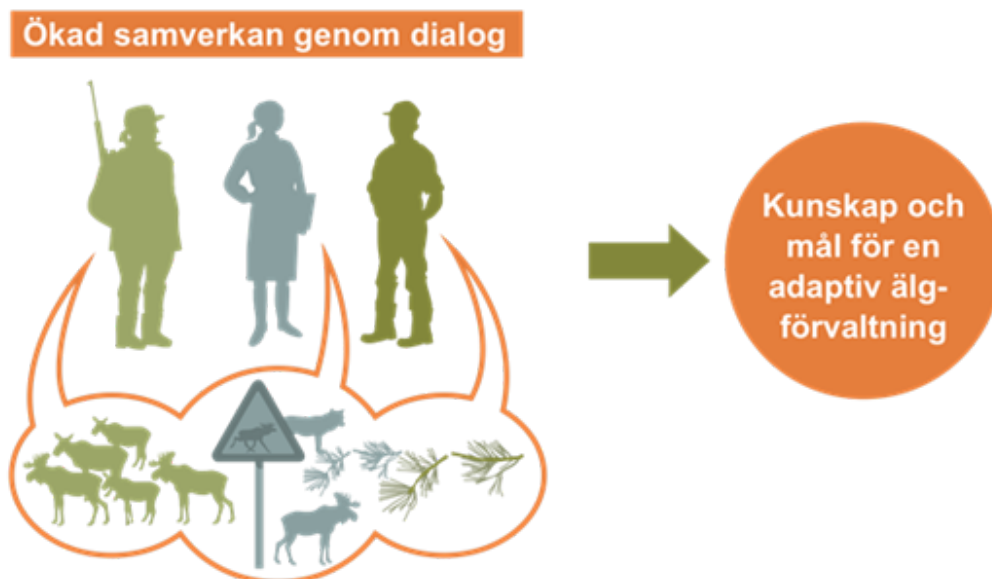 Ökad samverkan genom dialog
Kunskap och
mål för en
adaptiv älg-
förvaltning